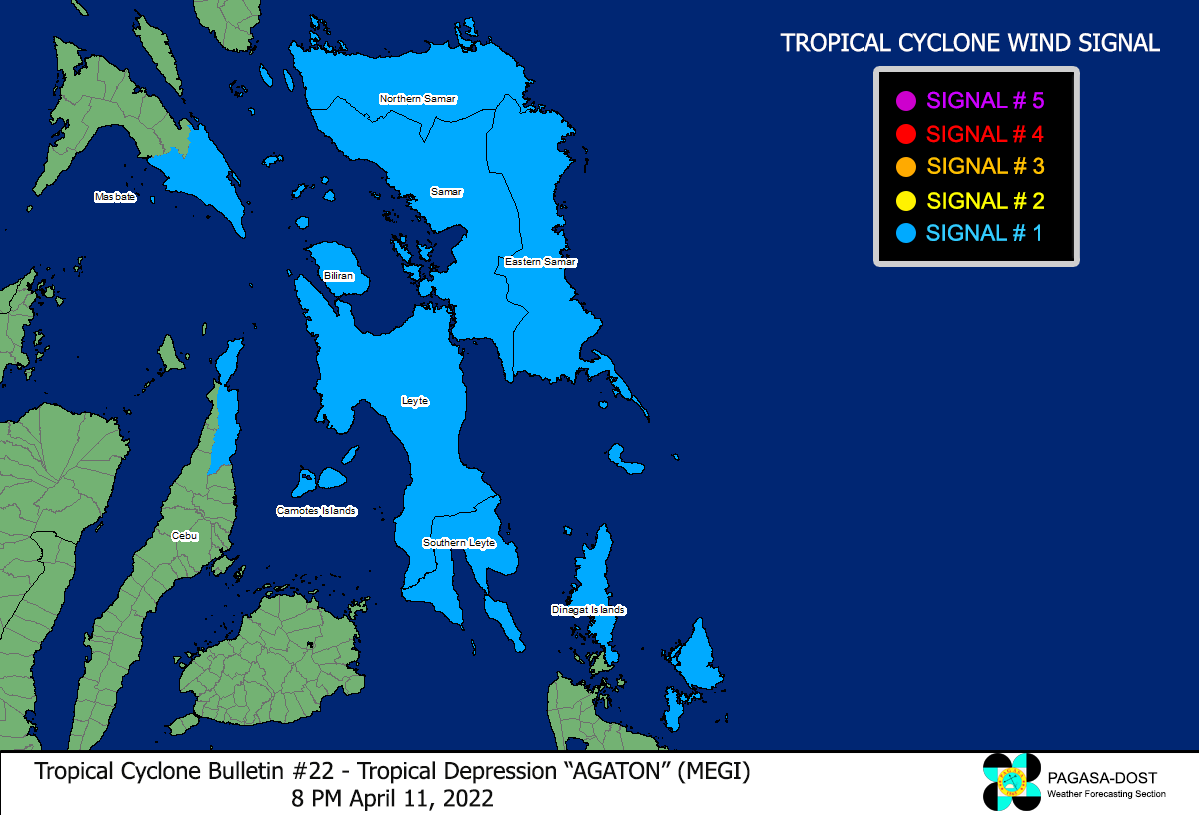 TROPICAL CYCLONE WIND SIGNAL
SIGNAL # 5
SIGNAL # 4
SIGNAL # 3
SIGNAL # 2
SIGNAL # 1
Northern Samar
Samar
Masbate
Eastern Samar
Biliran
Leyte
Camotes Islands
Cebu
Southern Leyte
Dinagat Islands
Tropical Cyclone Bulletin #22 - Tropical Depression “AGATON” (MEGI)
8 PM April 11, 2022
PAGASA-DOST
Weather Forecasting Section